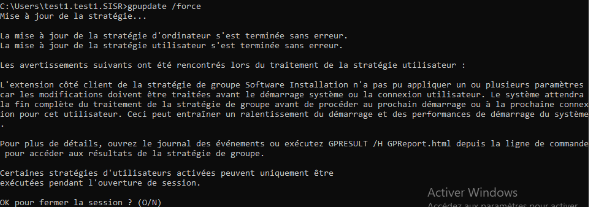 C:\Users\test1.test1.SISR>gpupdate /force
Mise à jour de la stratégie...
La mise à jour de la stratégie d'ordinateur s'est terminée sans erreur.
La mise à jour de la stratégie utilisateur s'est terminée sans erreur.
Les avertissements suivants ont été rencontrés lors du traitement de la stratégie utilisateur :
L'extension côté client de la stratégie de groupe Software Installation n'a pas pu appliquer un ou plusieurs paramètres
car les modifications doivent être traitées avant le démarrage système ou la connexion utilisateur. Le système attendra
la fin complète du traitement de la stratégie de groupe avant de procéder au prochain démarrage ou à la prochaine connex
ion pour cet utilisateur. Ceci peut entraîner un ralentissement du démarrage et des performances de démarrage du système
.
Pour plus de détails, ouvrez le journal des événements ou exécutez GPRESULT /H GPReport.html depuis la ligne de commande
pour accéder aux résultats de la stratégie de groupe.
Certaines stratégies d'utilisateurs activées peuvent uniquement être
exécutées pendant l'ouverture de session.
Activer Windows
OK pour fermer la session ? (O/N)
Accédez aux paramètres pour activer